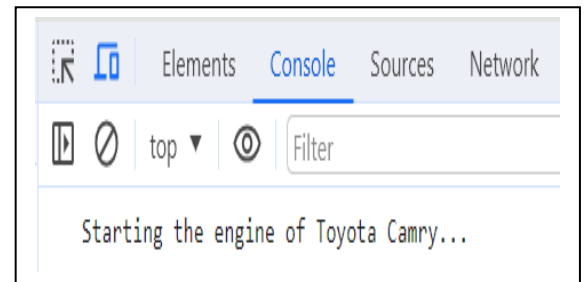 Elements Console Sources Network
top Filter
Starting the engine of Toyota Camry...